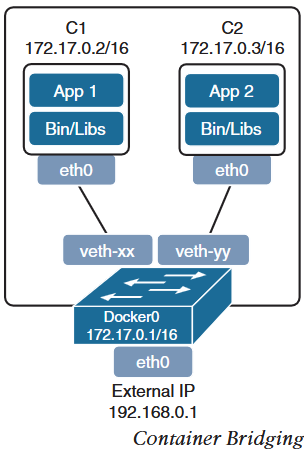 C1
172.17.0.2/16
C2
172.17.0.3/16
App 1
Bin/Libs
eth0
App 2
Bin/Libs
eth0
veth-xx
veth-yy
Docker0
172.17.0.1/16
eth0
External IP
192.168.0.1
Container Bridging